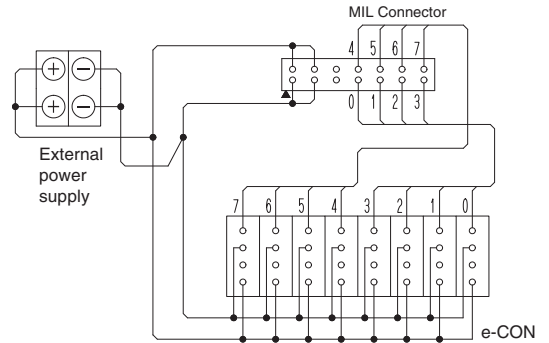 MIL Connector
4 5 6 7
+ −
+ −
0 1 2 3
External
power
supply
7 6 5 4 3 2 1 0
e-CON